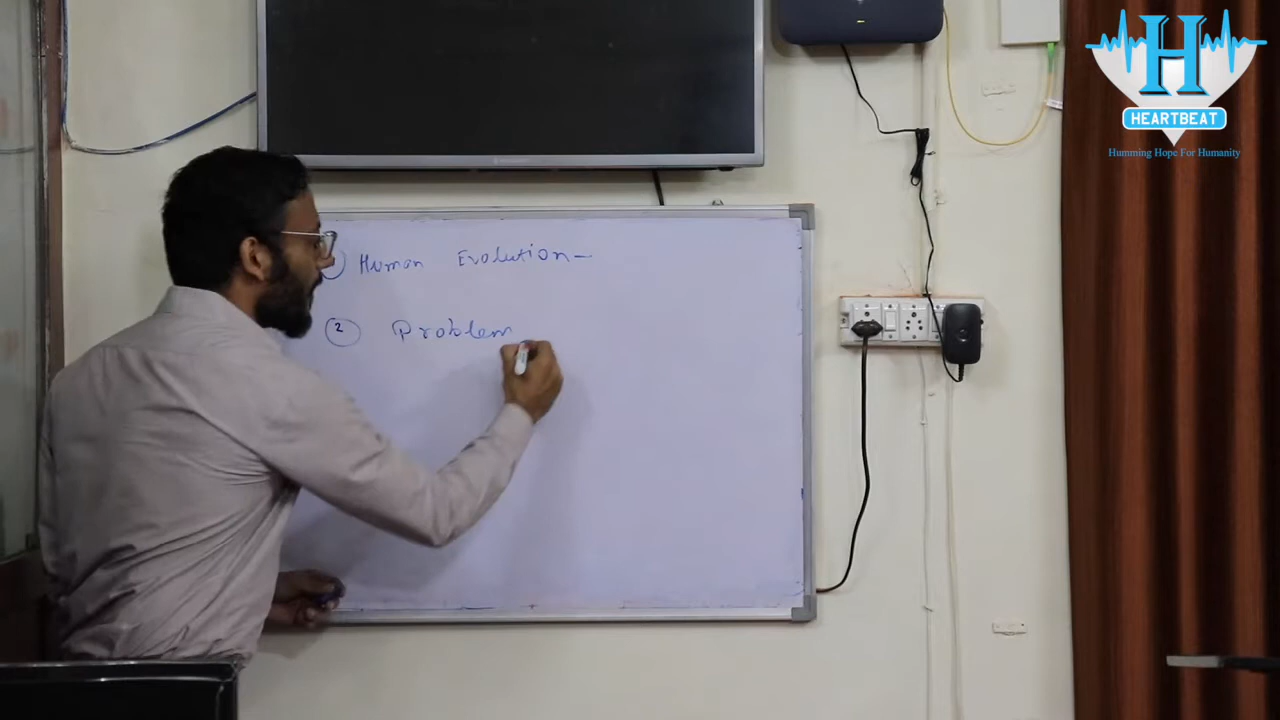 H
HEARTBEAT
Humming Hope For Humanity
Human Evolution-
2 Problem